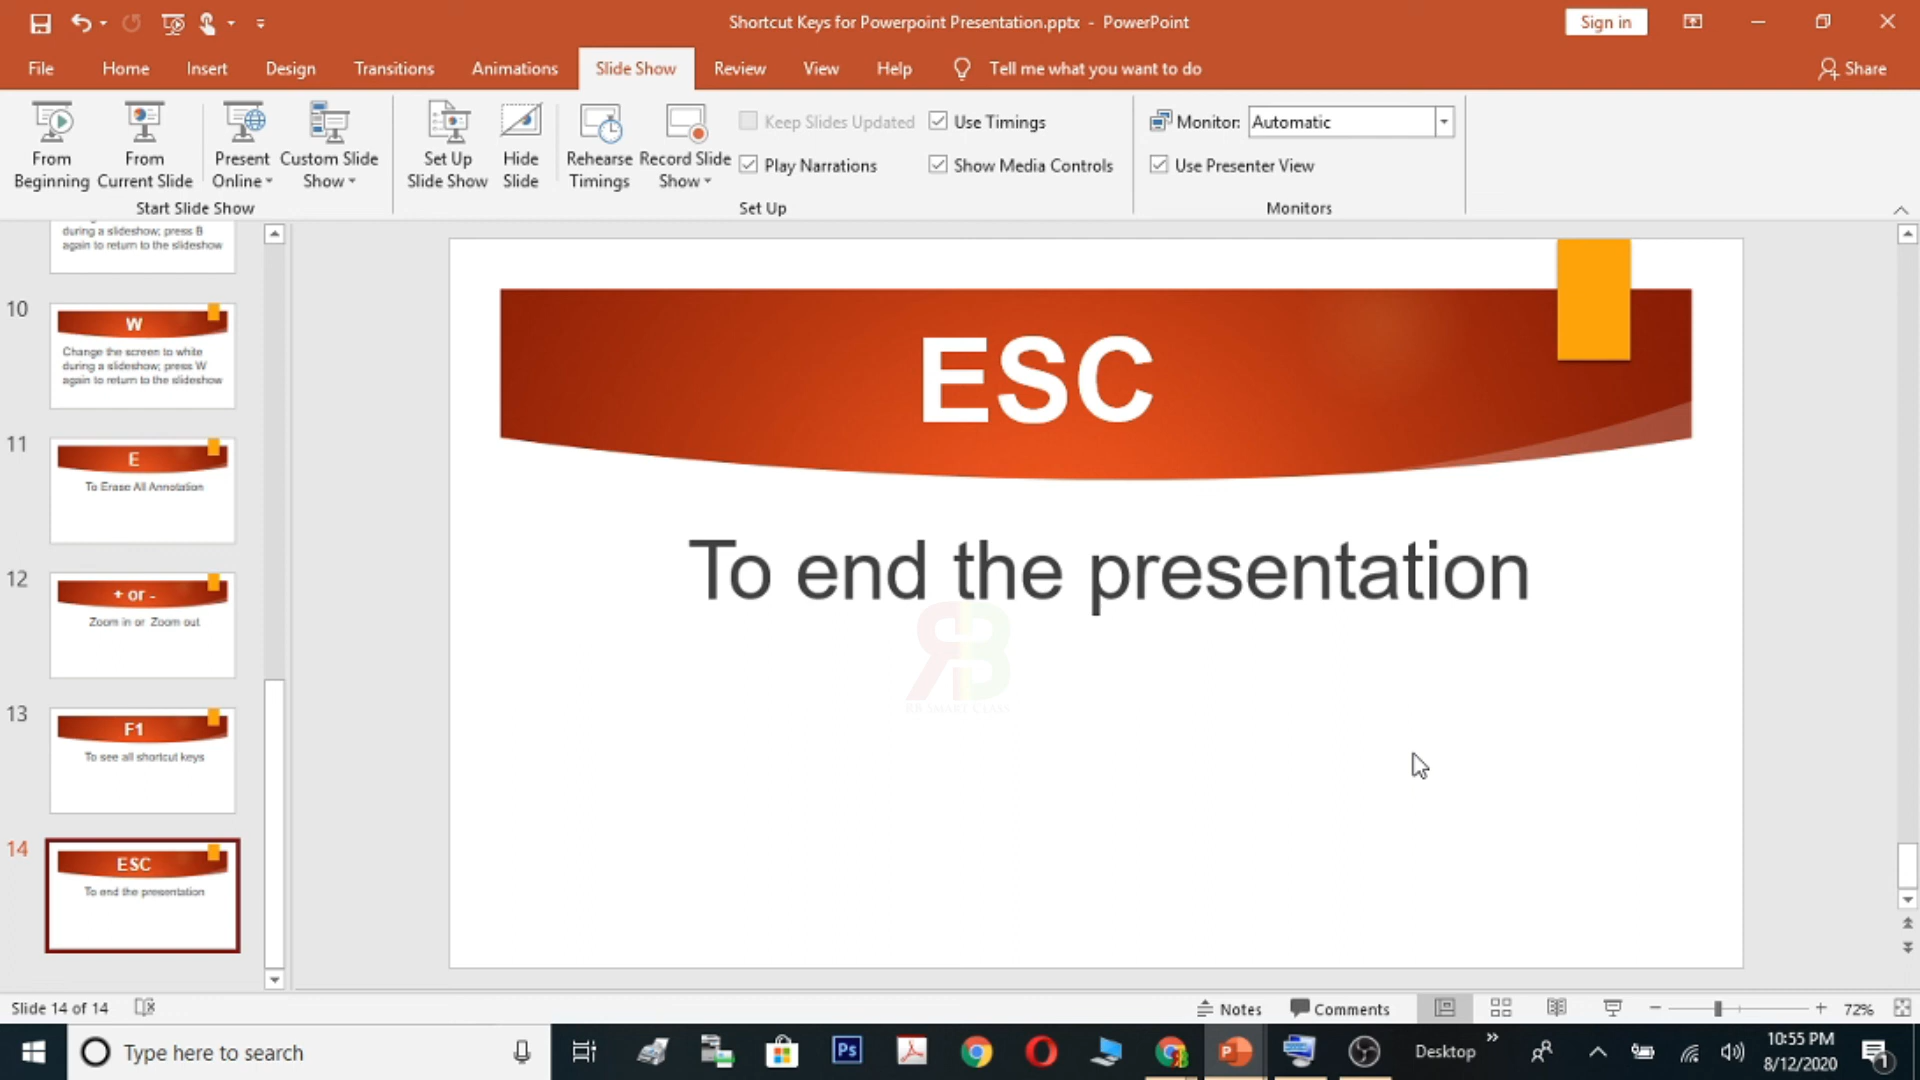 Shortcut Keys for Powerpoint Presentation.pptx - PowerPoint
Sign in
File Home Insert Design Transitions Animations Slide Show Review View Help Tell me what you want to do Share
From Beginning
From Current Slide
Present Online
Custom Slide Show
Set Up Slide Show
Hide Slide
Rehearse Timings
Record Slide Show
Keep Slides Updated
Use Timings
Play Narrations
Show Media Controls
Monitor: Automatic
Use Presenter View
Start Slide Show
Set Up
Monitors
during a slideshow; press B
again to return to the slideshow
10
W
Change the screen to white
during a slideshow; press W
again to return to the slideshow
11
E
To Erase All Annotation
12
+ or -
Zoom in or Zoom out
13
F1
To see all shortcut keys
14
ESC
To end the presentation
ESC
To end the presentation
RB SMART CLASS
Slide 14 of 14
Notes
Comments
72%
Type here to search
Ps
Desktop
10:55 PM
8/12/2020
1